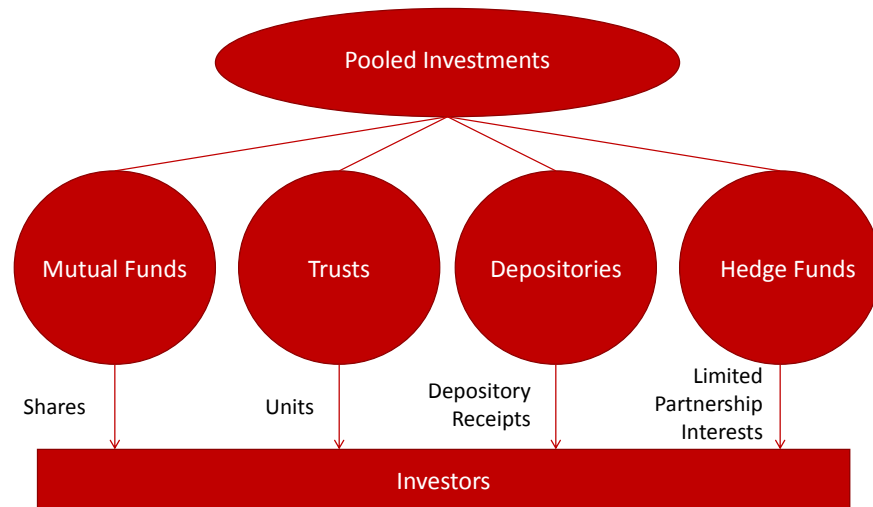 Pooled Investments
Mutual Funds
Trusts
Depositories
Hedge Funds
Shares
Units
Depository
Receipts
Limited
Partnership
Interests
Investors